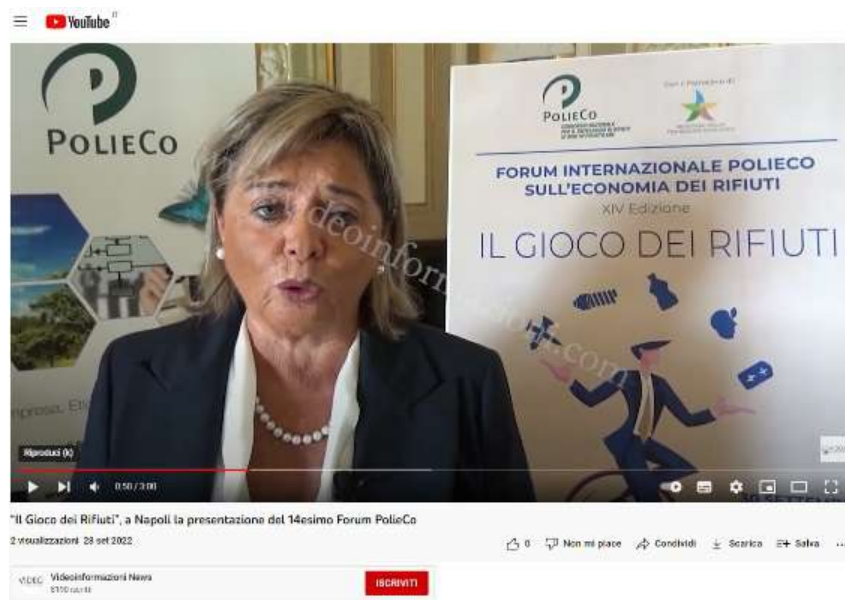 YouTube IT
POLIECO
POLIECO
FORUM INTERNAZIONALE POLIECO
SULL'ECONOMIA DEI RIFIUTI
XIV Edizione
IL GIOCO DEI RIFIUTI
Riproduci (k)
0:50 / 3:00
"Il Gioco dei Rifiuti", a Napoli la presentazione del 14esimo Forum PolieCo
2 visualizzazioni 28 set 2022
0 Non mi piace Condividi Scarica Salva ...
Videoinformazioni News
ISCRIVITI